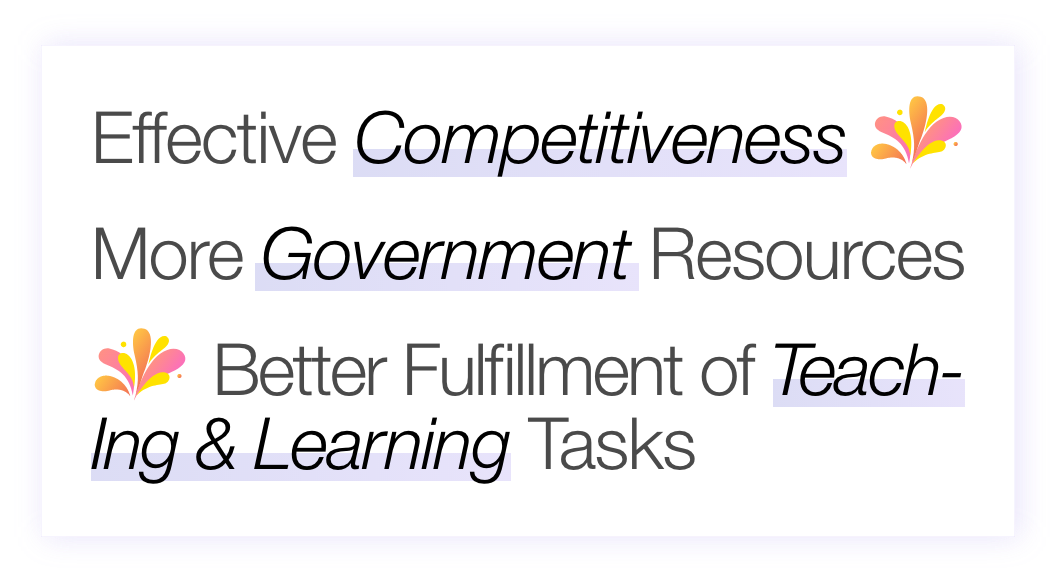 Effective Competitiveness
More Government Resources
Better Fulfillment of Teach-
Ing & Learning Tasks